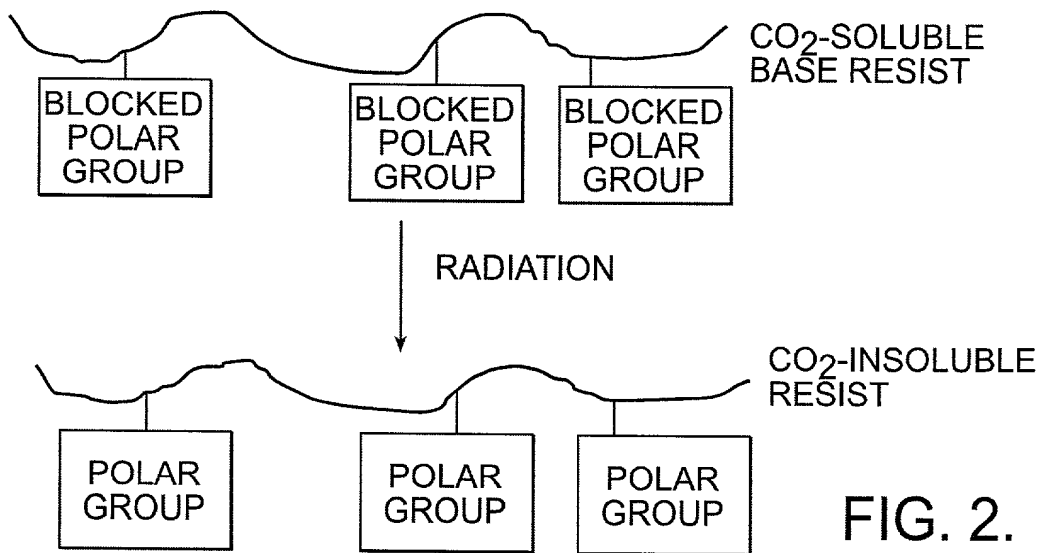 CO2-SOLUBLE
BASE RESIST
BLOCKED
POLAR
GROUP
BLOCKED
POLAR
GROUP
BLOCKED
POLAR
GROUP
RADIATION
CO2-INSOLUBLE
RESIST
POLAR
GROUP
POLAR
GROUP
POLAR
GROUP
FIG. 2.